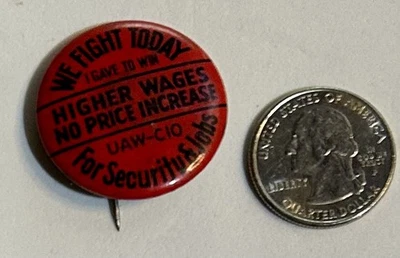 WE FIGHT TODAY
I GAVE TO WIN
HIGHER WAGES
NO PRICE INCREASE
UAW-CIO
For Security & Jobs
UNITED STATES OF AMERICA
LIBERTY
QUARTER DOLLAR